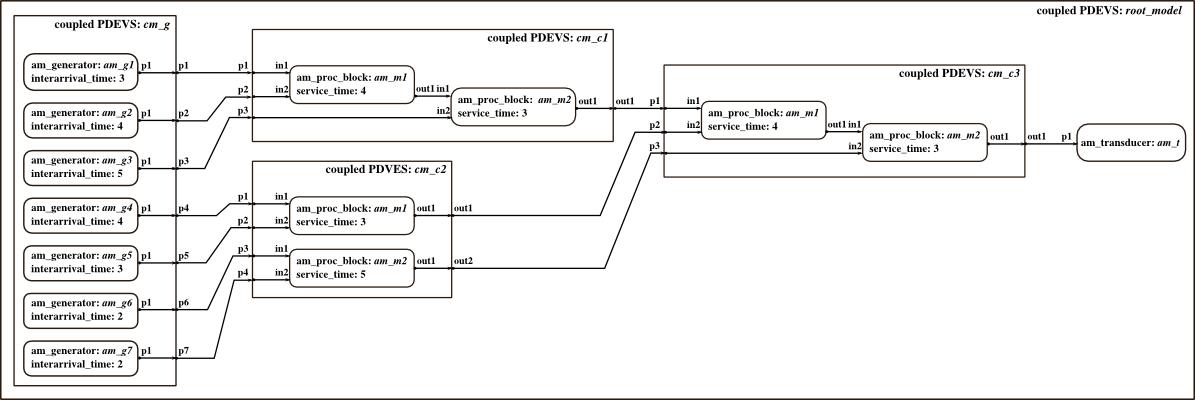 coupled PDEVS: root_model
coupled PDEVS: cm_g
am_generator: am_g1
interarrival_time: 3
p1
p1
am_generator: am_g2
interarrival_time: 4
p1
p2
am_generator: am_g3
interarrival_time: 5
p1
p3
am_generator: am_g4
interarrival_time: 4
p1
p4
am_generator: am_g5
interarrival_time: 3
p1
p5
am_generator: am_g6
interarrival_time: 2
p1
p6
am_generator: am_g7
interarrival_time: 2
p1
p7
coupled PDEVS: cm_c1
p1
in1
p2
in2
p3
am_proc_block: am_m1
service_time: 4
out1
in1
in2
am_proc_block: am_m2
service_time: 3
out1
out1
coupled PDVES: cm_c2
p1
in1
p2
in2
am_proc_block: am_m1
service_time: 3
out1
out1
p3
in1
p4
in2
am_proc_block: am_m2
service_time: 5
out1
out2
coupled PDEVS: cm_c3
p1
in1
p2
in2
p3
am_proc_block: am_m1
service_time: 4
out1
in1
in2
am_proc_block: am_m2
service_time: 3
out1
out1
p1
am_transducer: am_t